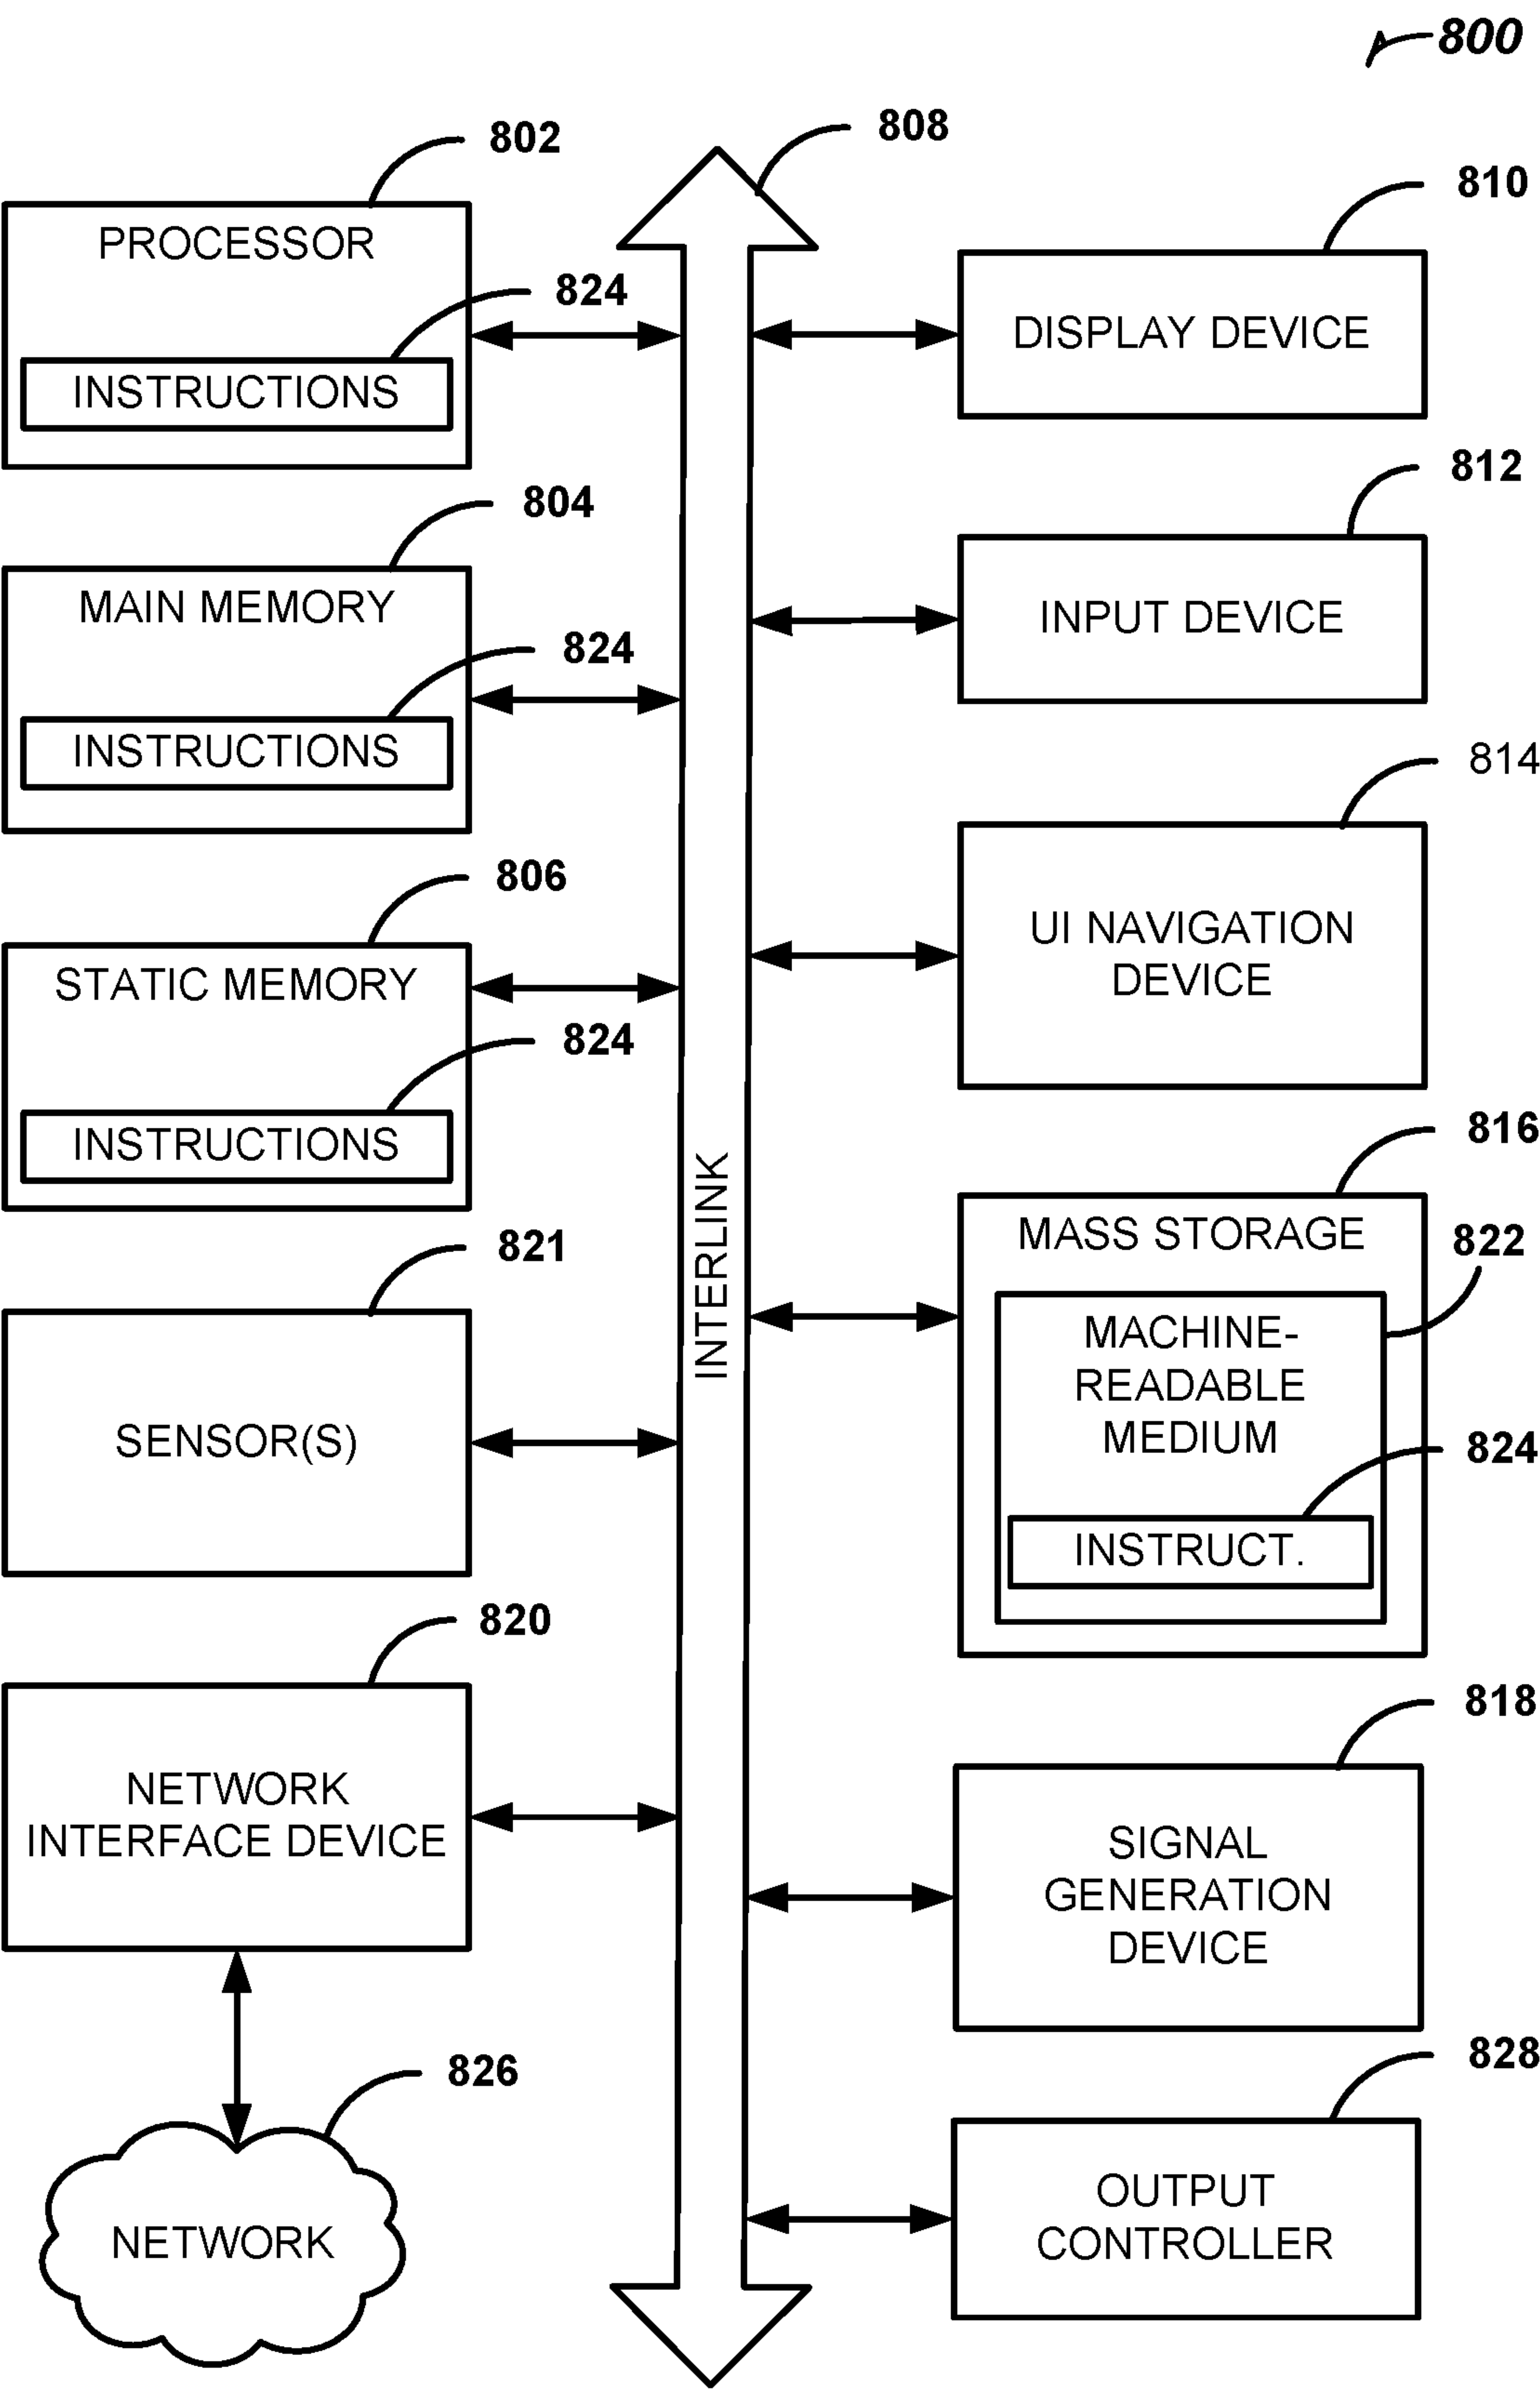 800
802
PROCESSOR
824
INSTRUCTIONS
804
MAIN MEMORY
824
INSTRUCTIONS
806
STATIC MEMORY
824
INSTRUCTIONS
821
SENSOR(S)
820
NETWORK
INTERFACE DEVICE
826
NETWORK
808
INTERLINK
810
DISPLAY DEVICE
812
INPUT DEVICE
814
UI NAVIGATION
DEVICE
816
MASS STORAGE
822
MACHINE-
READABLE
MEDIUM
824
INSTRUCT.
818
SIGNAL
GENERATION
DEVICE
828
OUTPUT
CONTROLLER